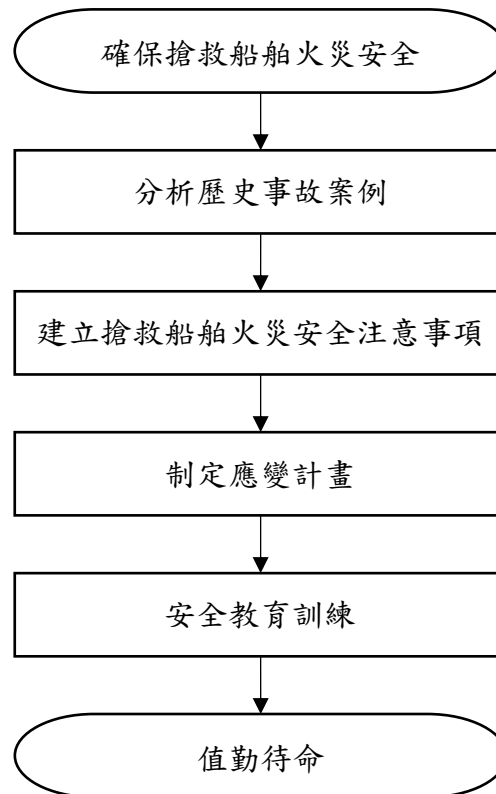 確保搶救船舶火災安全
分析歷史事故案例
建立搶救船舶火災安全注意事項
制定應變計畫
安全教育訓練
值勤待命